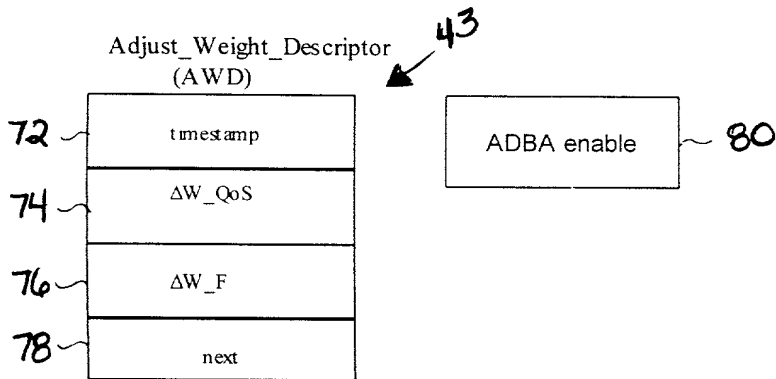 Adjust_Weight_Descriptor
(AWD)
43
72
timestamp
ADBA enable
80
74
ΔW_QoS
76
ΔW_F
78
next